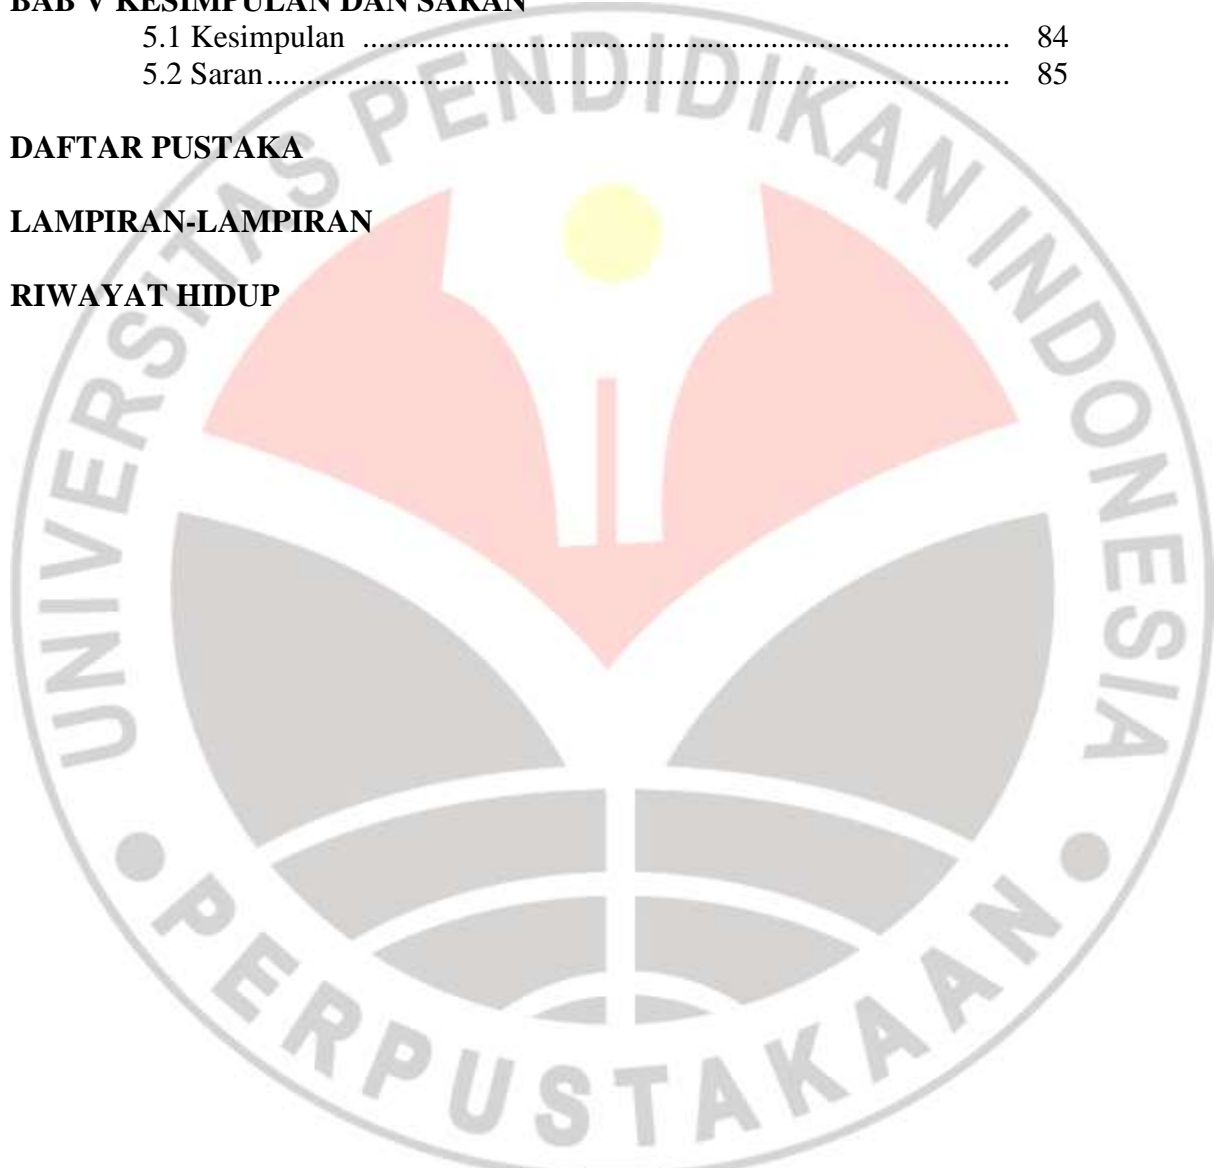 BAB V KESIMPULAN DAN SARAN
5.1 Kesimpulan ................................................................................. 84
5.2 Saran ............................................................................................. 85
DAFTAR PUSTAKA
LAMPIRAN-LAMPIRAN
RIWAYAT HIDUP
UNIVERSITAS PENDIDIKAN INDONESIA
PERPUSTAKAAN